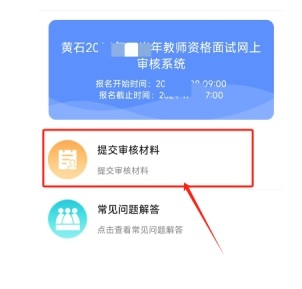 黄石20 年教师资格面试网上
审核系统
报名开始时间：20 09:00
报名截止时间：202 7:00
提交审核材料
提交审核材料
常见问题解答
点击查看常见问题解答